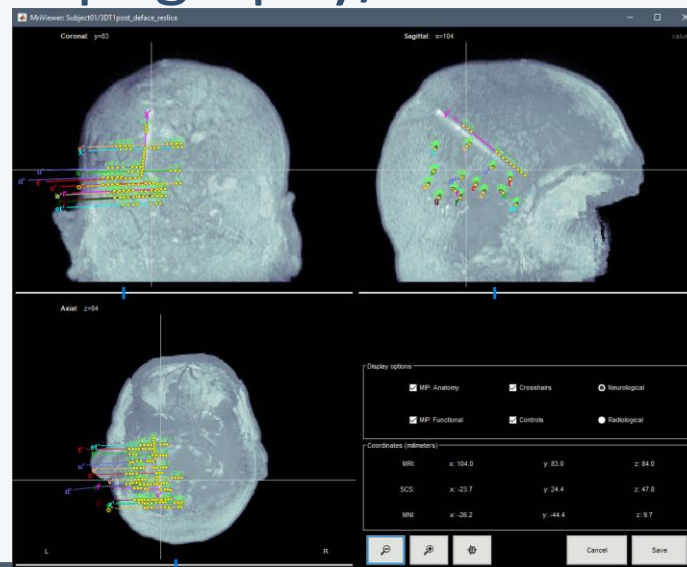 MriViewer: Subject01/3DT1post_deface_reslice
Coronal: y=83
Sagittal: x=104
Axial: z=84
L
R
Display options
MIP: Anatomy
Crosshairs
Neurological
MIP: Functional
Controls
Radiological
Coordinates (milimeters)
MRI: x: 104.0 y: 83.0 z: 84.0
SCS: x: -23.7 y: 24.4 z: 47.8
MNI: x: -26.2 y: -44.4 z: 9.7
Cancel
Save